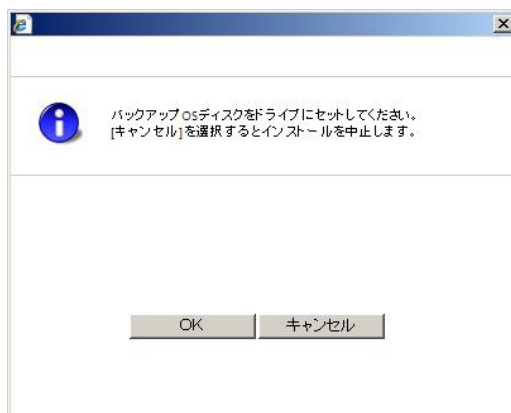 バックアップOSディスクをドライブにセットしてください。
[キャンセル]を選択するとインストールを中止します。
OK キャンセル